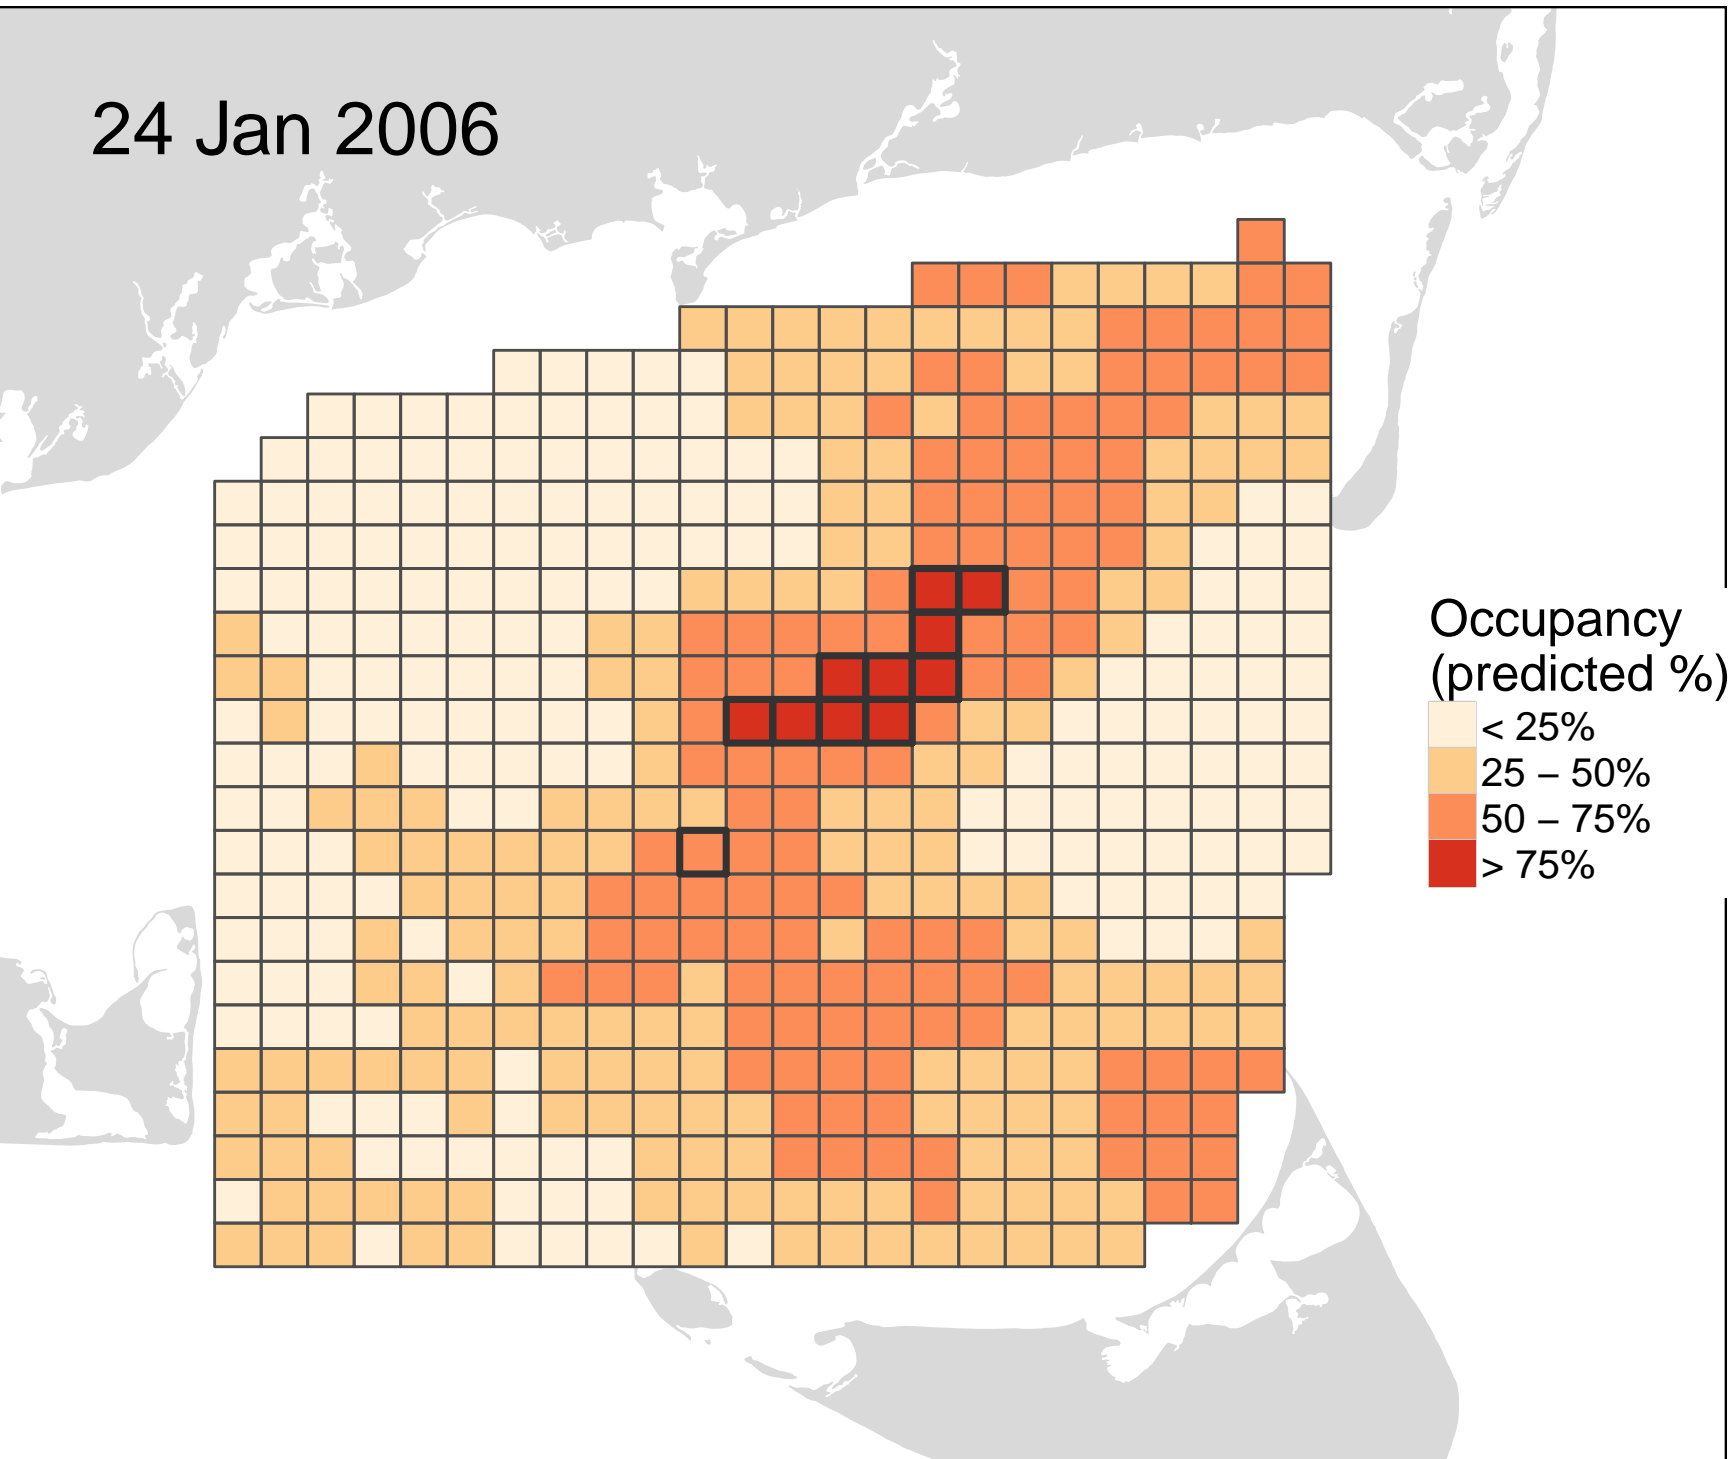 24 Jan 2006
Occupancy
(predicted %)
< 25%
25 – 50%
50 – 75%
> 75%